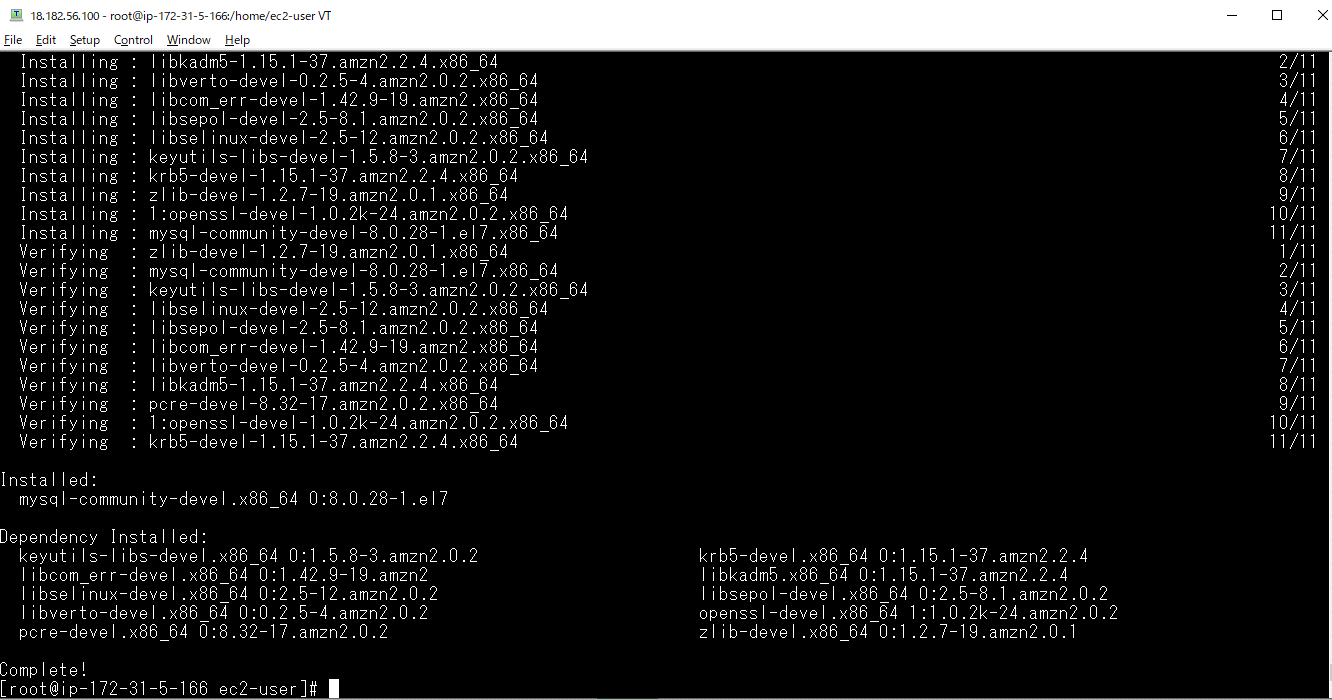 18.182.56.100 - root@ip-172-31-5-166:/home/ec2-user VT
File Edit Setup Control Window Help
Installing : libkadm5-1.15.1-37.amzn2.2.4.x86_64 2/11
Installing : libverto-devel-0.2.5-4.amzn2.0.2.x86_64 3/11
Installing : libcom_err-devel-1.42.9-19.amzn2.x86_64 4/11
Installing : libsepol-devel-2.5-8.1.amzn2.0.2.x86_64 5/11
Installing : libselinux-devel-2.5-12.amzn2.0.2.x86_64 6/11
Installing : keyutils-libs-devel-1.5.8-3.amzn2.0.2.x86_64 7/11
Installing : krb5-devel-1.15.1-37.amzn2.2.4.x86_64 8/11
Installing : zlib-devel-1.2.7-19.amzn2.0.1.x86_64 9/11
Installing : 1:openssl-devel-1.0.2k-24.amzn2.0.2.x86_64 10/11
Installing : mysql-community-devel-8.0.28-1.el7.x86_64 11/11
Verifying : zlib-devel-1.2.7-19.amzn2.0.1.x86_64 1/11
Verifying : mysql-community-devel-8.0.28-1.el7.x86_64 2/11
Verifying : keyutils-libs-devel-1.5.8-3.amzn2.0.2.x86_64 3/11
Verifying : libselinux-devel-2.5-12.amzn2.0.2.x86_64 4/11
Verifying : libsepol-devel-2.5-8.1.amzn2.0.2.x86_64 5/11
Verifying : libcom_err-devel-1.42.9-19.amzn2.x86_64 6/11
Verifying : libverto-devel-0.2.5-4.amzn2.0.2.x86_64 7/11
Verifying : libkadm5-1.15.1-37.amzn2.2.4.x86_64 8/11
Verifying : pcre-devel-8.32-17.amzn2.0.2.x86_64 9/11
Verifying : 1:openssl-devel-1.0.2k-24.amzn2.0.2.x86_64 10/11
Verifying : krb5-devel-1.15.1-37.amzn2.2.4.x86_64 11/11
Installed:
mysql-community-devel.x86_64 0:8.0.28-1.el7
Dependency Installed:
keyutils-libs-devel.x86_64 0:1.5.8-3.amzn2.0.2 krb5-devel.x86_64 0:1.15.1-37.amzn2.2.4
libcom_err-devel.x86_64 0:1.42.9-19.amzn2 libkadm5.x86_64 0:1.15.1-37.amzn2.2.4
libselinux-devel.x86_64 0:2.5-12.amzn2.0.2 libsepol-devel.x86_64 0:2.5-8.1.amzn2.0.2
libverto-devel.x86_64 0:0.2.5-4.amzn2.0.2 openssl-devel.x86_64 1:1.0.2k-24.amzn2.0.2
pcre-devel.x86_64 0:8.32-17.amzn2.0.2 zlib-devel.x86_64 0:1.2.7-19.amzn2.0.1
Complete!
[root@ip-172-31-5-166 ec2-user]#